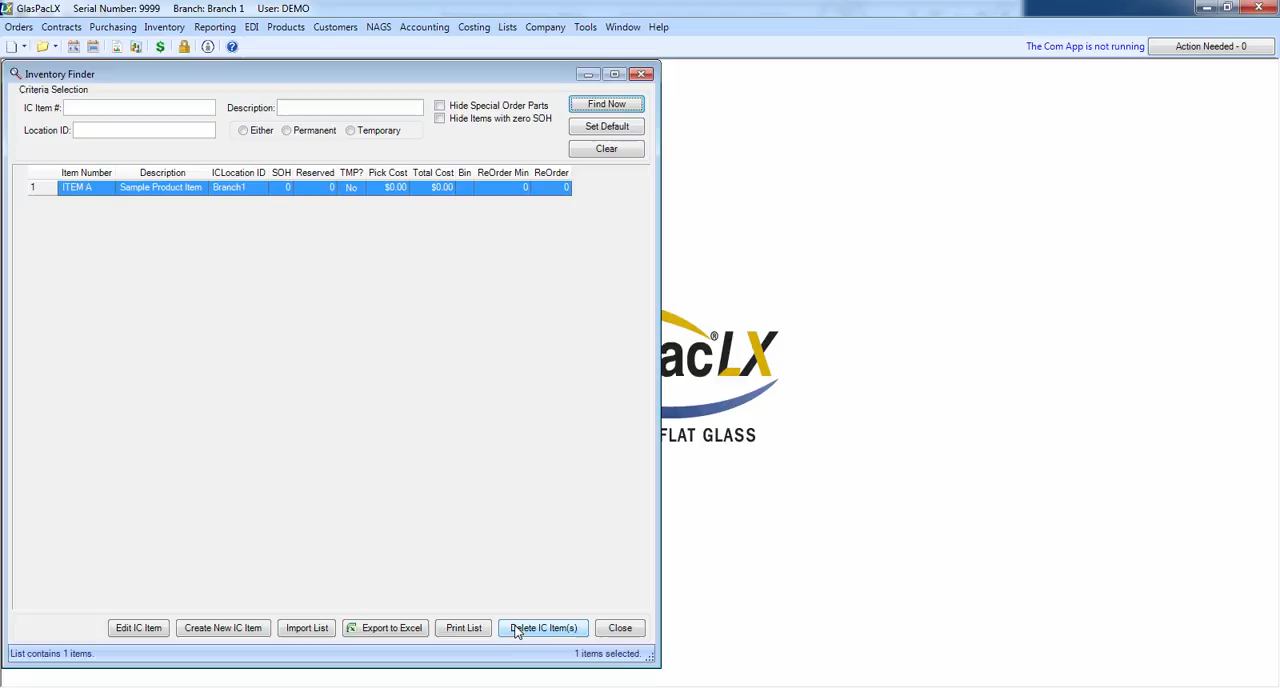 GlasPacLX Serial Number: 9999 Branch: Branch 1 User: DEMO
Orders Contracts Purchasing Inventory Reporting EDI Products Customers NAGS Accounting Costing Lists Company Tools Window Help
The Com App is not running Action Needed - 0
Inventory Finder
Criteria Selection
IC Item #: Description: Hide Special Order Parts Find Now
Hide Items with zero SOH
Location ID: Either Permanent Temporary Set Default
Clear
Item Number Description ICLocation ID SOH Reserved TMP? Pick Cost Total Cost Bin ReOrder Min ReOrder
1 ITEM A Sample Product Item Branch1 0 0 No $0.00 $0.00 0 0
ac LX®
FLAT GLASS
Edit IC Item Create New IC Item Import List Export to Excel Print List Delete IC Item(s) Close
List contains 1 items. 1 items selected.